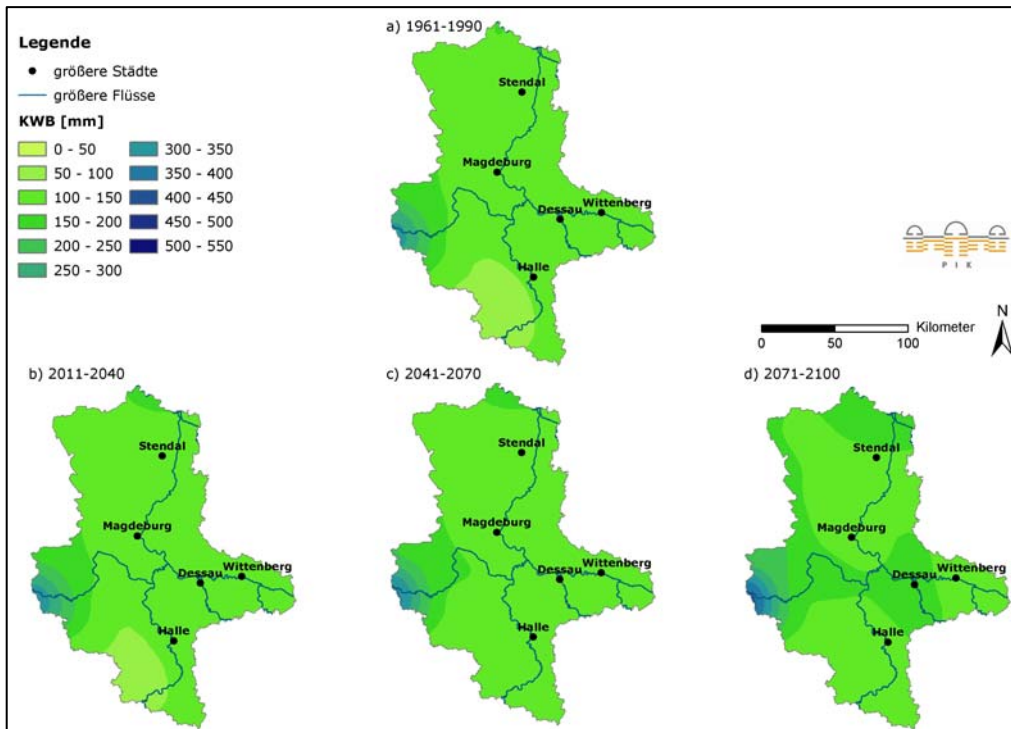 a) 1961-1990
Legende
größere Städte
größere Flüsse
KWB [mm]
0 - 50
300 - 350
50 - 100
350 - 400
100 - 150
400 - 450
150 - 200
450 - 500
200 - 250
500 - 550
250 - 300
Stendal
Magdeburg
Dessau
Wittenberg
Halle
P I K
Kilometer
0 50 100
N
b) 2011-2040
Stendal
Magdeburg
Dessau
Wittenberg
Halle
c) 2041-2070
Stendal
Magdeburg
Dessau
Wittenberg
Halle
d) 2071-2100
Stendal
Magdeburg
Dessau
Wittenberg
Halle